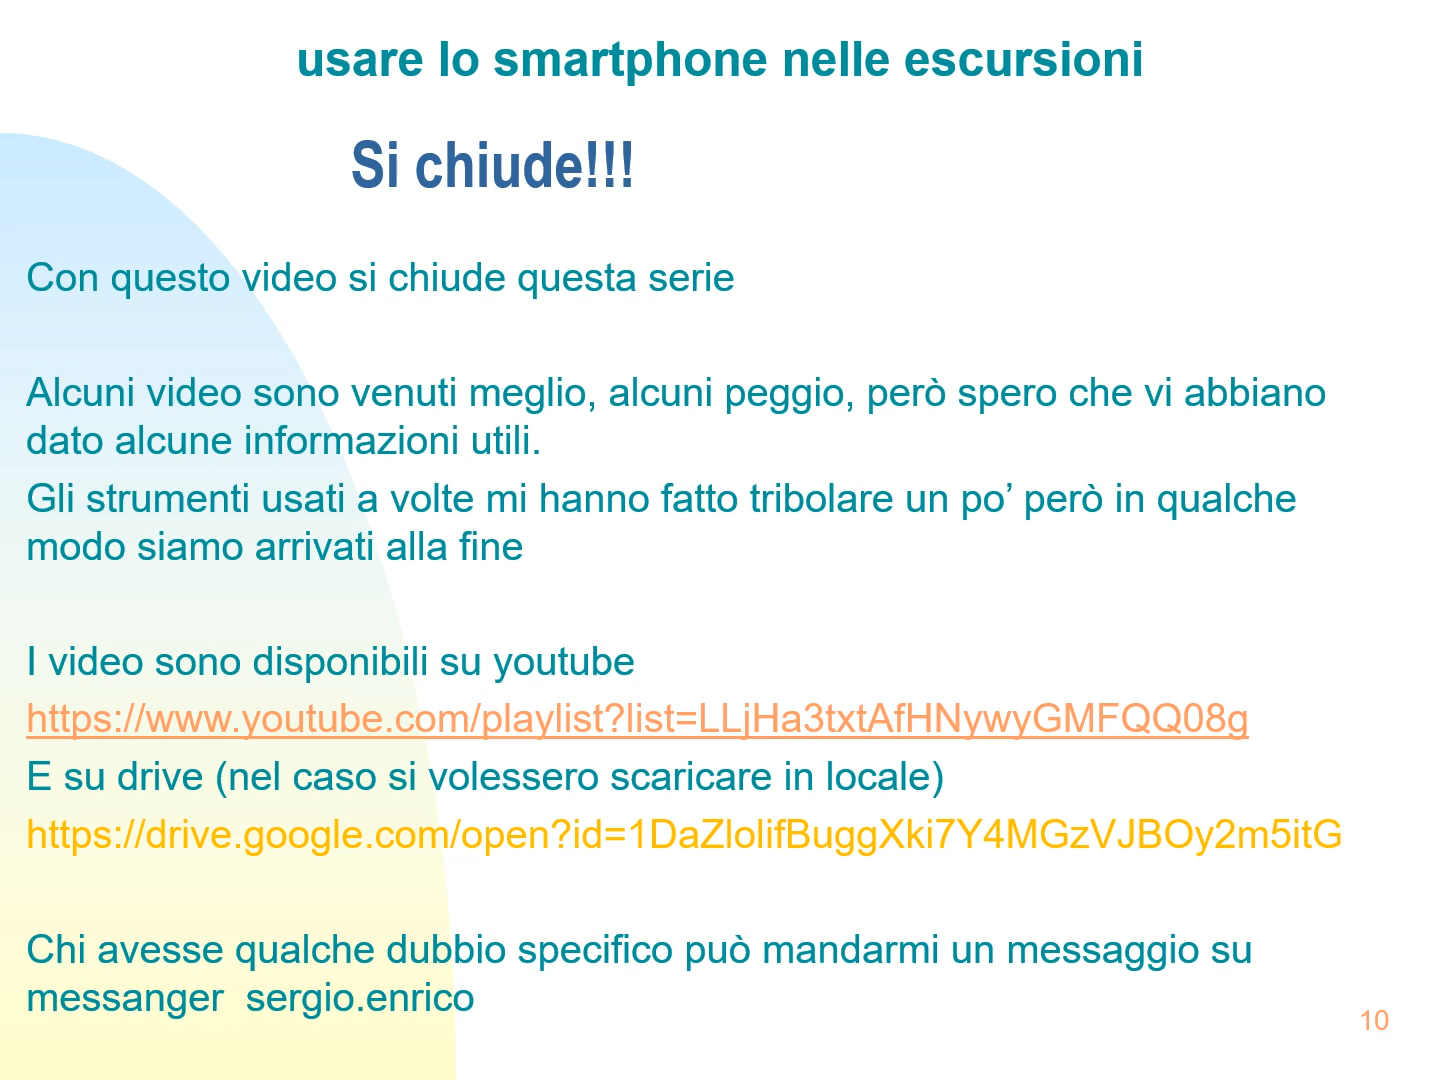 usare lo smartphone nelle escursioni
Si chiude!!!
Con questo video si chiude questa serie
Alcuni video sono venuti meglio, alcuni peggio, però spero che vi abbiano
dato alcune informazioni utili.
Gli strumenti usati a volte mi hanno fatto tribolare un po’ però in qualche
modo siamo arrivati alla fine
I video sono disponibili su youtube
https://www.youtube.com/playlist?list=LLjHa3txtAfHNywyGMFQQ08g
E su drive (nel caso si volessero scaricare in locale)
https://drive.google.com/open?id=1DaZlolifBuggXki7Y4MGzVJBOy2m5itG
Chi avesse qualche dubbio specifico può mandarmi un messaggio su
messanger  sergio.enrico
10